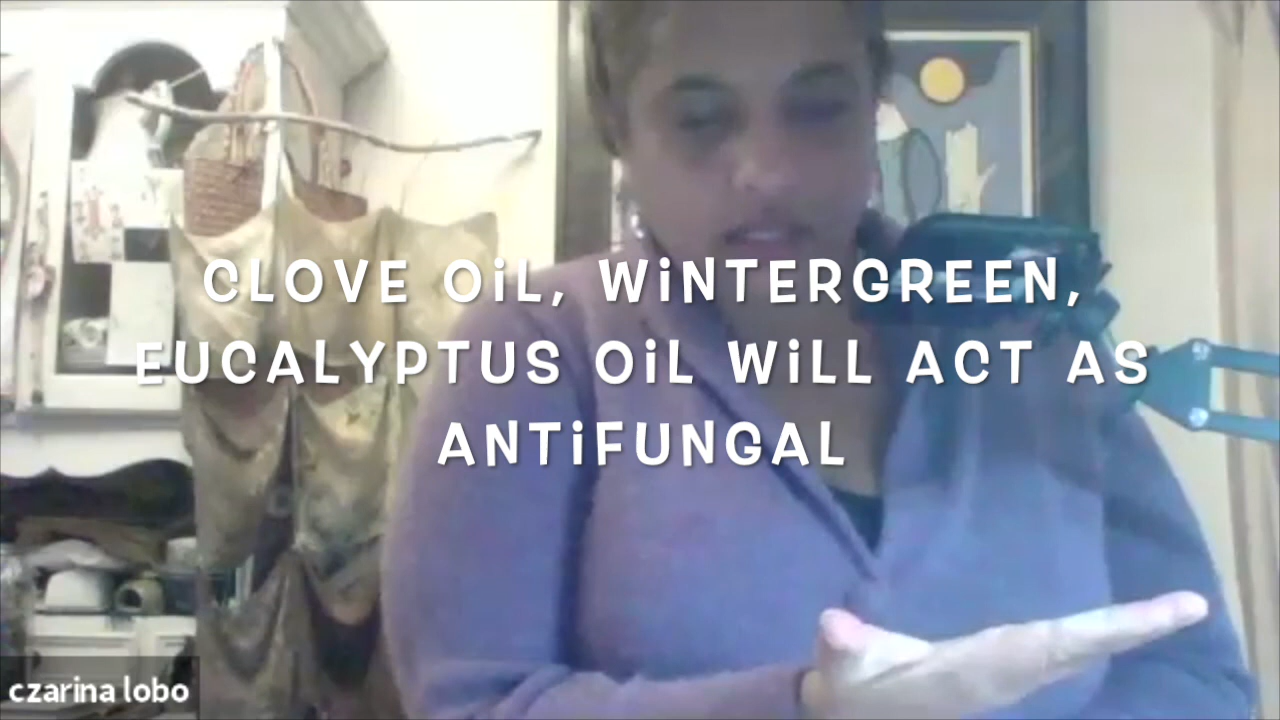 CLOVE OiL, WiNTERGREEN,
EUCALYPTUS OiL WiLL ACT AS
ANTiFUNGAL
czarina lobo